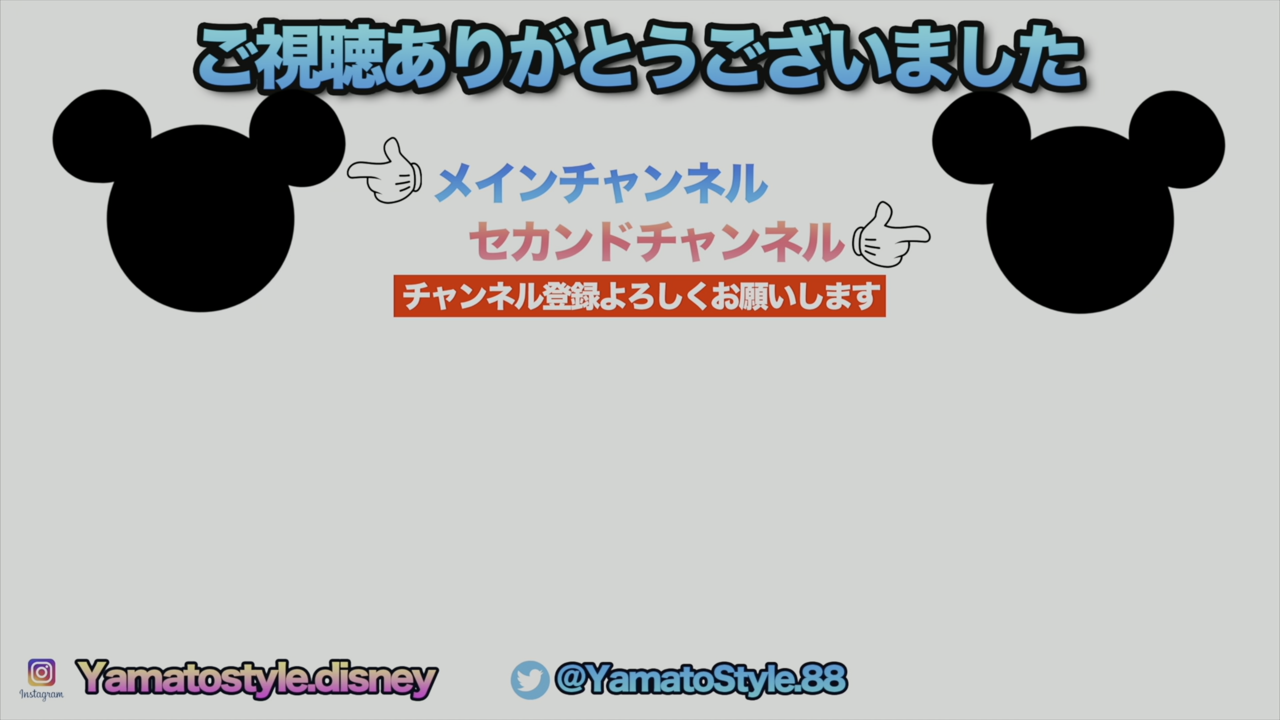 ご視聴ありがとうございました
メインチャンネル
セカンドチャンネル
チャンネル登録よろしくお願いします
Instagram
Yamatostyle.disney
@YamatoStyle.88